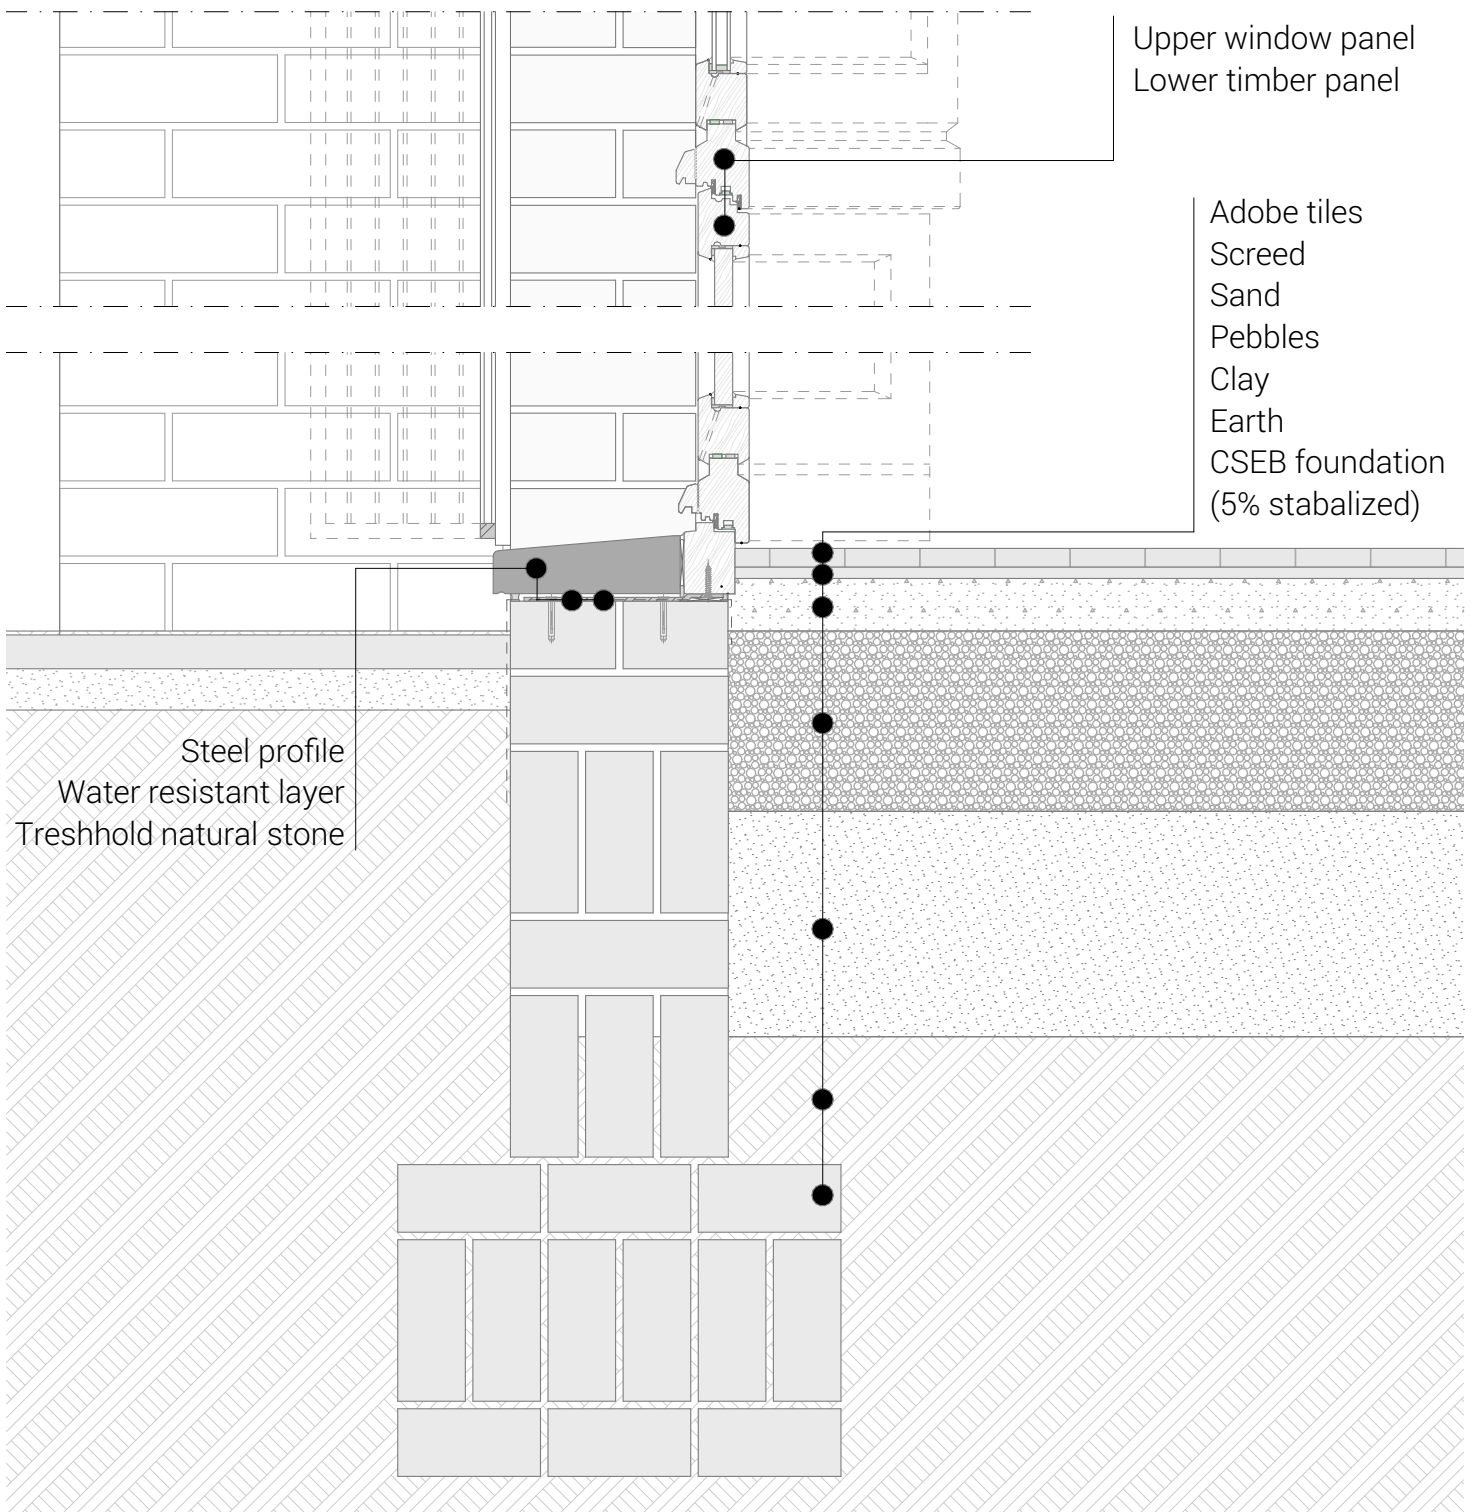 Upper window panel
Lower timber panel
Adobe tiles
Screed
Sand
Pebbles
Clay
Earth
CSEB foundation
(5% stabalized)
Steel profile
Water resistant layer
Treshhold natural stone